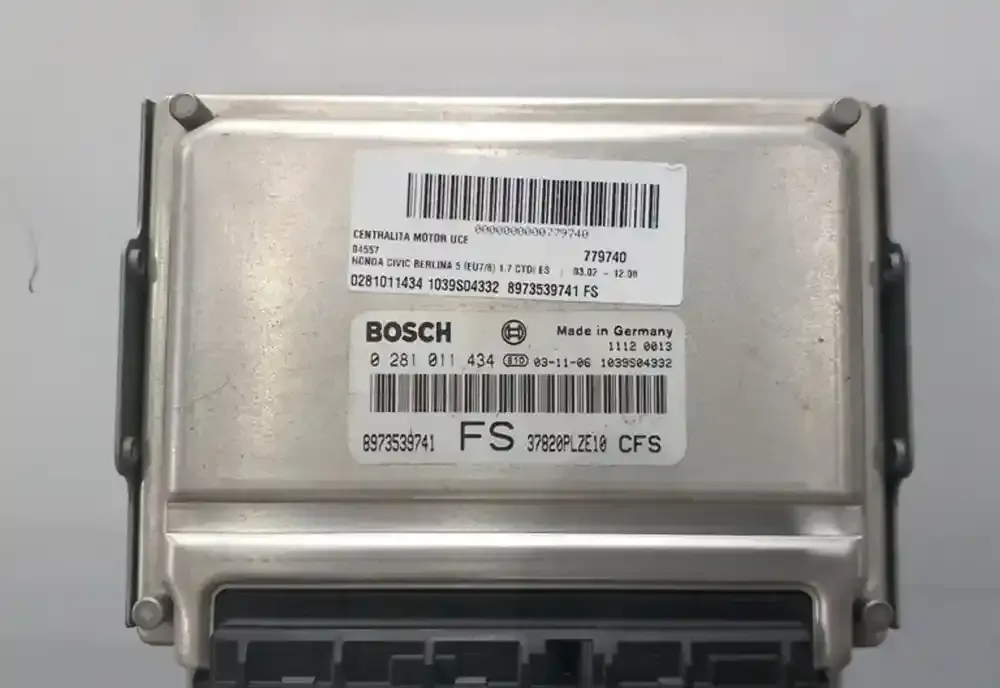 0000000000779740
CENTRALITA MOTOR UCE
04557 779740
HONDA CIVIC BERLINA 5 (EU7/8) 1.7 CTDI ES | 03.02 - 12.06
0281011434 1039S04332 8973539741 FS
BOSCH Made in Germany
1112 0013
0 281 011 434 03-11-06 1039S04332
8973539741 FS 37820PLZE10 CFS